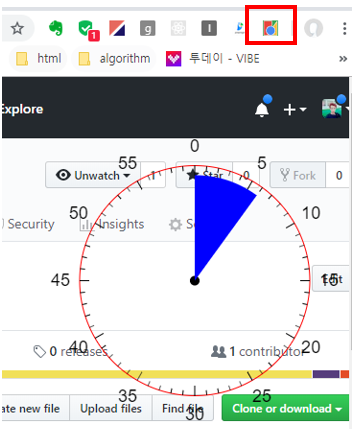 1
g
I
html algorithm 투데이 - VIBE »
Explore
0
55 5
Unwatch 1 Star 0 Fork 0
50 10
Security Insights
45 15
40 0 releases 1 contributor 20
35 25
ate new file Upload files Find file Clone or download
30